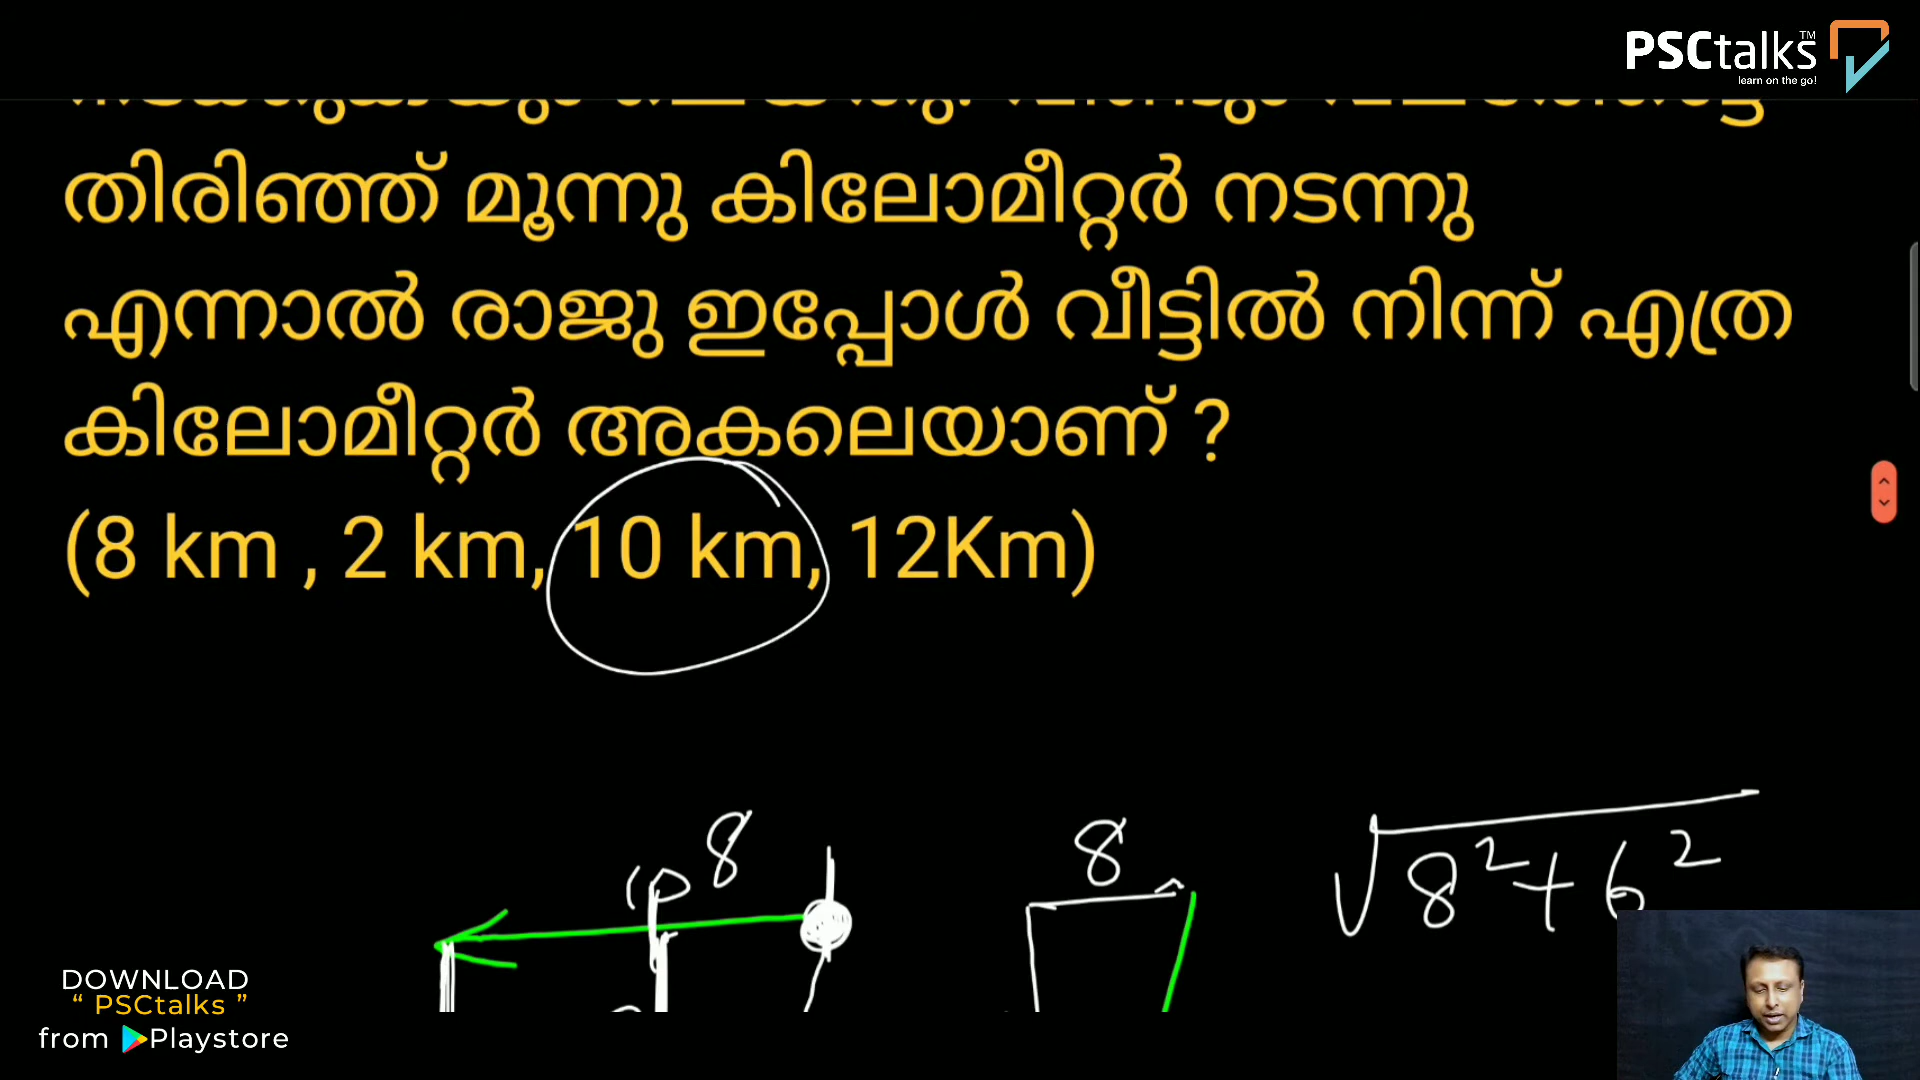 PSCtalks™
learn on the go!
തിരിഞ്ഞ് മൂന്നു കിലോമീറ്റർ നടന്നു
എന്നാൽ രാജു ഇപ്പോൾ വീട്ടിൽ നിന്ന് എത്ര
കിലോമീറ്റർ അകലെയാണ് ?
(8 km , 2 km, 10 km, 12Km)
8
8
√8²+6²
DOWNLOAD
“ PSCtalks ”
from Playstore